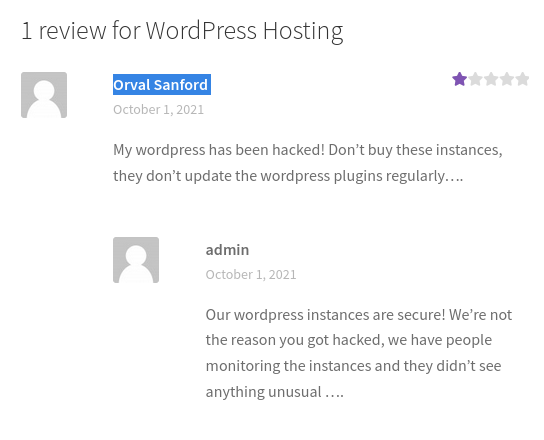 1 review for WordPress Hosting
Orval Sanford
October 1, 2021
My wordpress has been hacked! Don’t buy these instances,
they don’t update the wordpress plugins regularly….
admin
October 1, 2021
Our wordpress instances are secure! We’re not
the reason you got hacked, we have people
monitoring the instances and they didn’t see
anything unusual ….